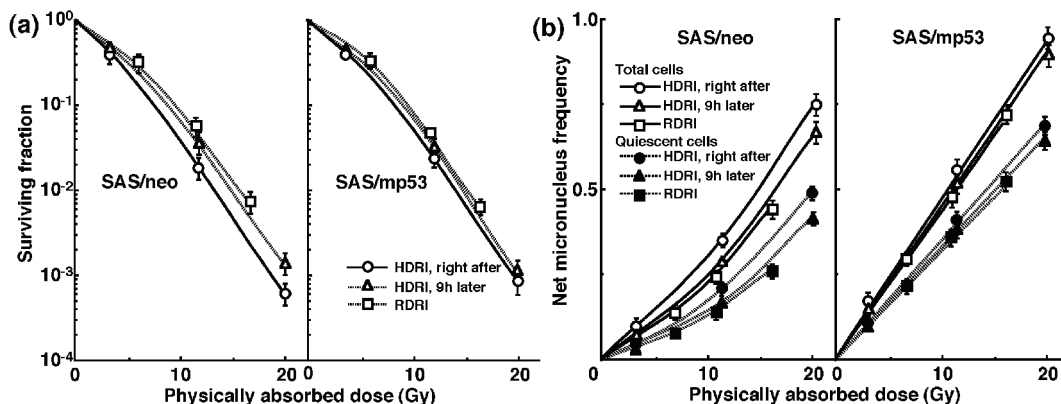 (a)
Surviving fraction
10⁰
10⁻¹
10⁻²
10⁻³
10⁻⁴
SAS/neo
SAS/mp53
HDRI, right after
HDRI, 9h later
RDRI
0 10 20 0 10 20
Physically absorbed dose (Gy)
(b)
Net micronucleus frequency
1.0
0.5
SAS/neo
SAS/mp53
Total cells
HDRI, right after
HDRI, 9h later
RDRI
Quiescent cells
HDRI, right after
HDRI, 9h later
RDRI
0 10 20 0 10 20
Physically absorbed dose (Gy)